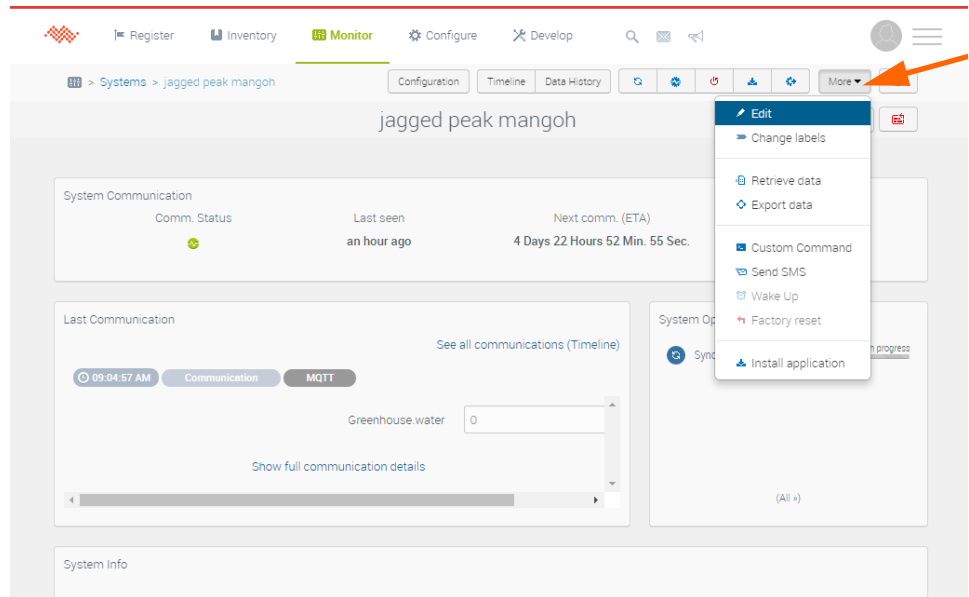 Register Inventory Monitor Configure Develop
> Systems > jagged peak mangoh Configuration Timeline Data History More
jagged peak mangoh
Edit
Change labels
Retrieve data
Export data
Custom Command
Send SMS
Wake Up
Factory reset
Install application
System Communication
Comm. Status Last seen Next comm. (ETA)
an hour ago 4 Days 22 Hours 52 Min. 55 Sec.
Last Communication
See all communications (Timeline)
09:04:57 AM Communication MQTT
Greenhouse.water 0
Show full communication details
System Op
Sync
n progress
(All »)
System Info